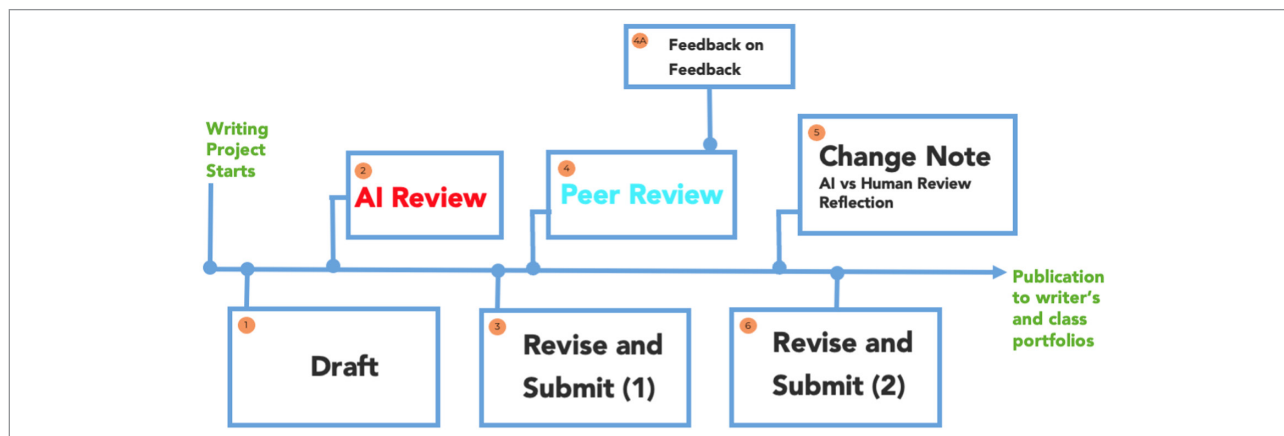 Writing
Project
Starts
1
Draft
2
AI Review
3
Revise and
Submit (1)
4
Peer Review
4A
Feedback on
Feedback
5
Change Note
AI vs Human Review
Reflection
6
Revise and
Submit (2)
Publication
to writer's
and class
portfolios